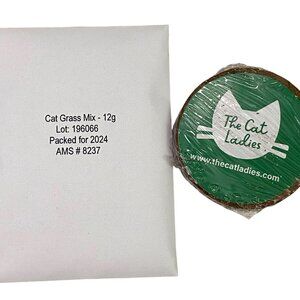 Cat Grass Mix - 12g
Lot: 196066
Packed for 2024
AMS # 8237
The Cat
Ladies
www.thecatladies.com